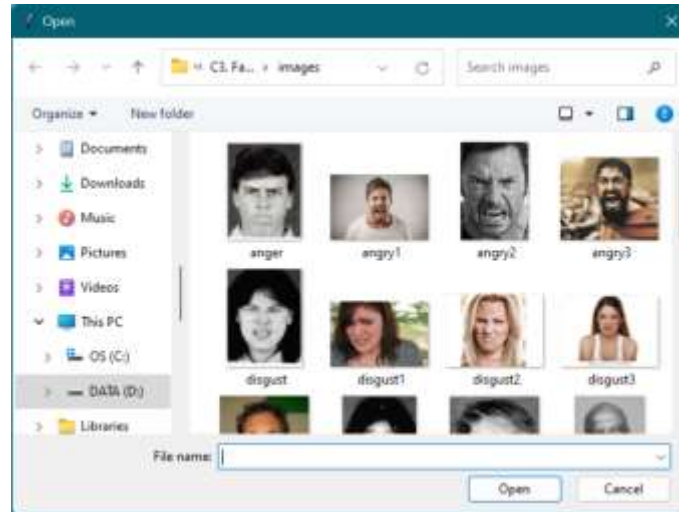 Open
C3. Fa... › images
Search images
Organize
New folder
Documents
Downloads
Music
Pictures
Videos
This PC
OS (C:)
DATA (D:)
Libraries
anger
angry1
angry2
angry3
disgust
disgust1
disgust2
disgust3
File name:
Open
Cancel